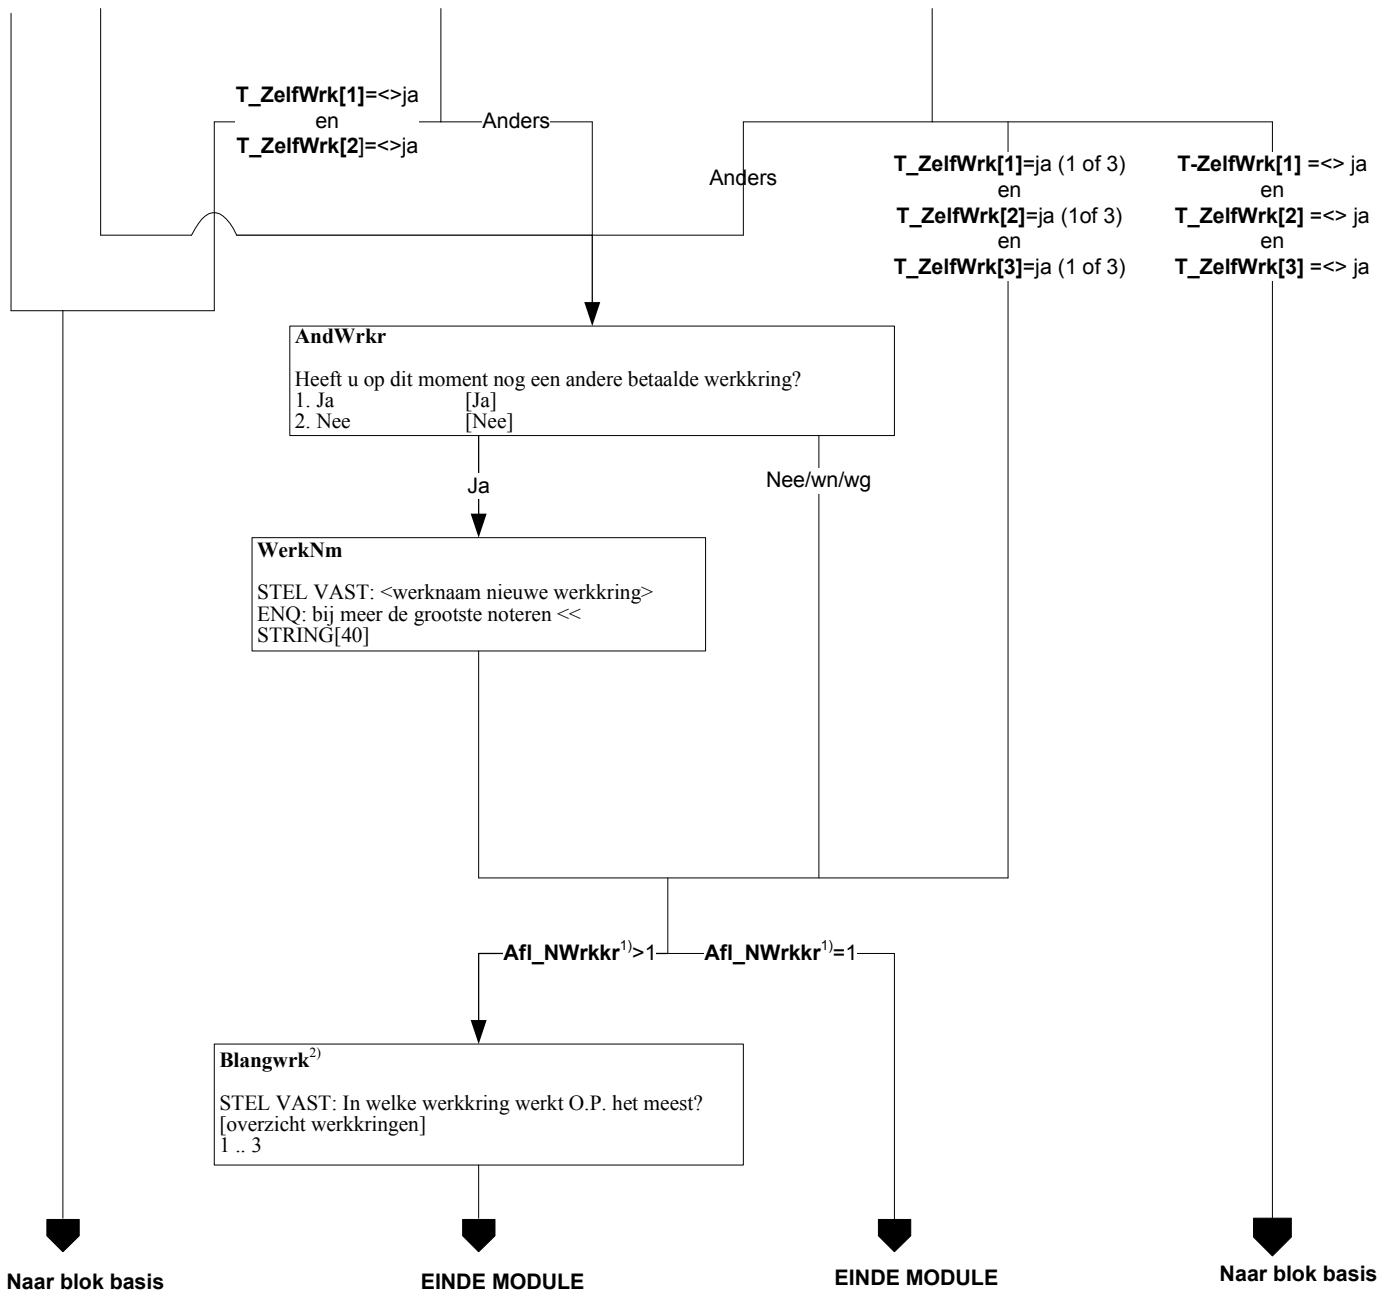 T_ZelfWrk[1]=<>ja
en
T_ZelfWrk[2]=<>ja
Anders
Anders
T_ZelfWrk[1]=ja (1 of 3)
en
T_ZelfWrk[2]=ja (1of 3)
en
T_ZelfWrk[3]=ja (1 of 3)
T-ZelfWrk[1] =<> ja
en
T_ZelfWrk[2] =<> ja
en
T_ZelfWrk[3] =<> ja
AndWrkr
Heeft u op dit moment nog een andere betaalde werkkring?
1. Ja [Ja]
2. Nee [Nee]
Ja
Nee/wn/wg
WerkNm
STEL VAST: <werknaam nieuwe werkkring>
ENQ: bij meer de grootste noteren <<
STRING[40]
Afl_NWrkkr1)>1
Afl_NWrkkr1)=1
Blangwrk2)
STEL VAST: In welke werkkring werkt O.P. het meest?
[overzicht werkkringen]
1 .. 3
Naar blok basis
EINDE MODULE
EINDE MODULE
Naar blok basis